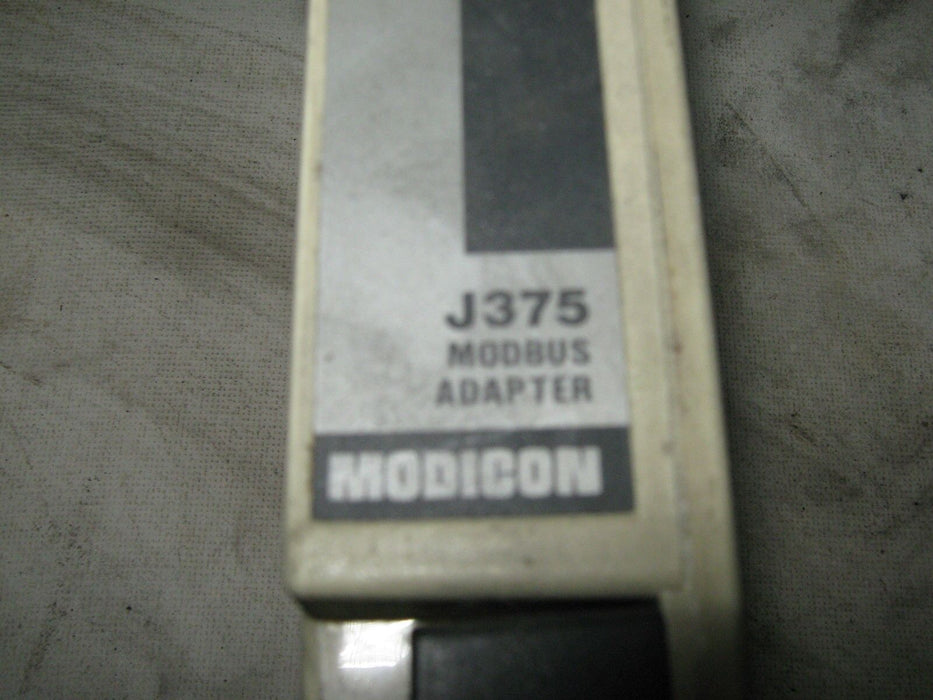 J375
MODBUS
ADAPTER
MODICON